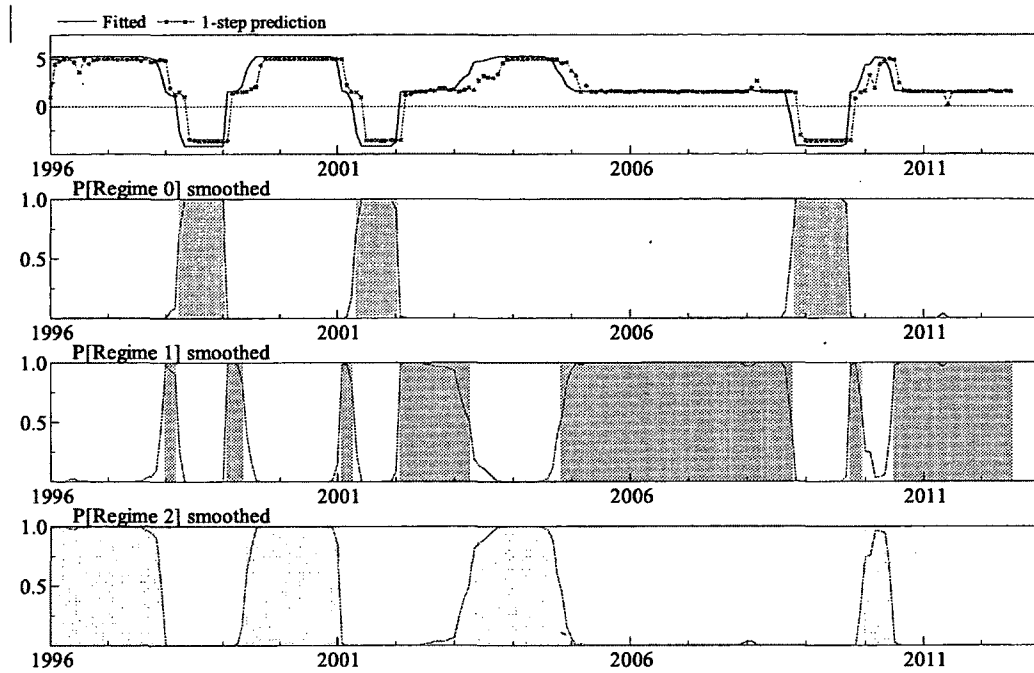 Fitted 1-step prediction
5
0
1996 2001 2006 2011
P[Regime 0] smoothed
1.0
0.5
1996 2001 2006 2011
P[Regime 1] smoothed
1.0
0.5
1996 2001 2006 2011
P[Regime 2] smoothed
1.0
0.5
1996 2001 2006 2011